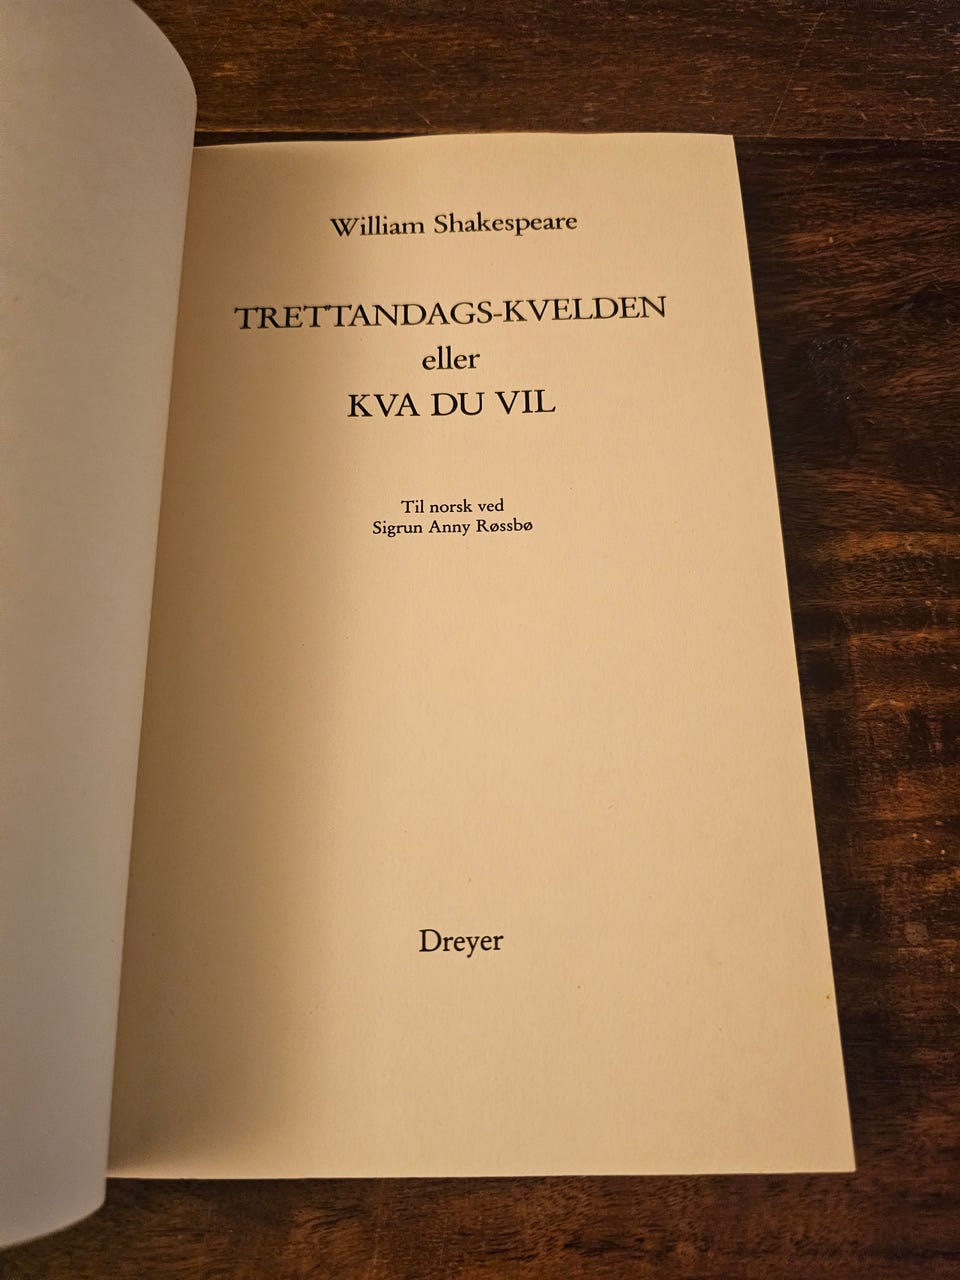 William Shakespeare
TRETTANDAGS-KVELDEN
eller
KVA DU VIL
Til norsk ved
Sigrun Anny Røssbø
Dreyer